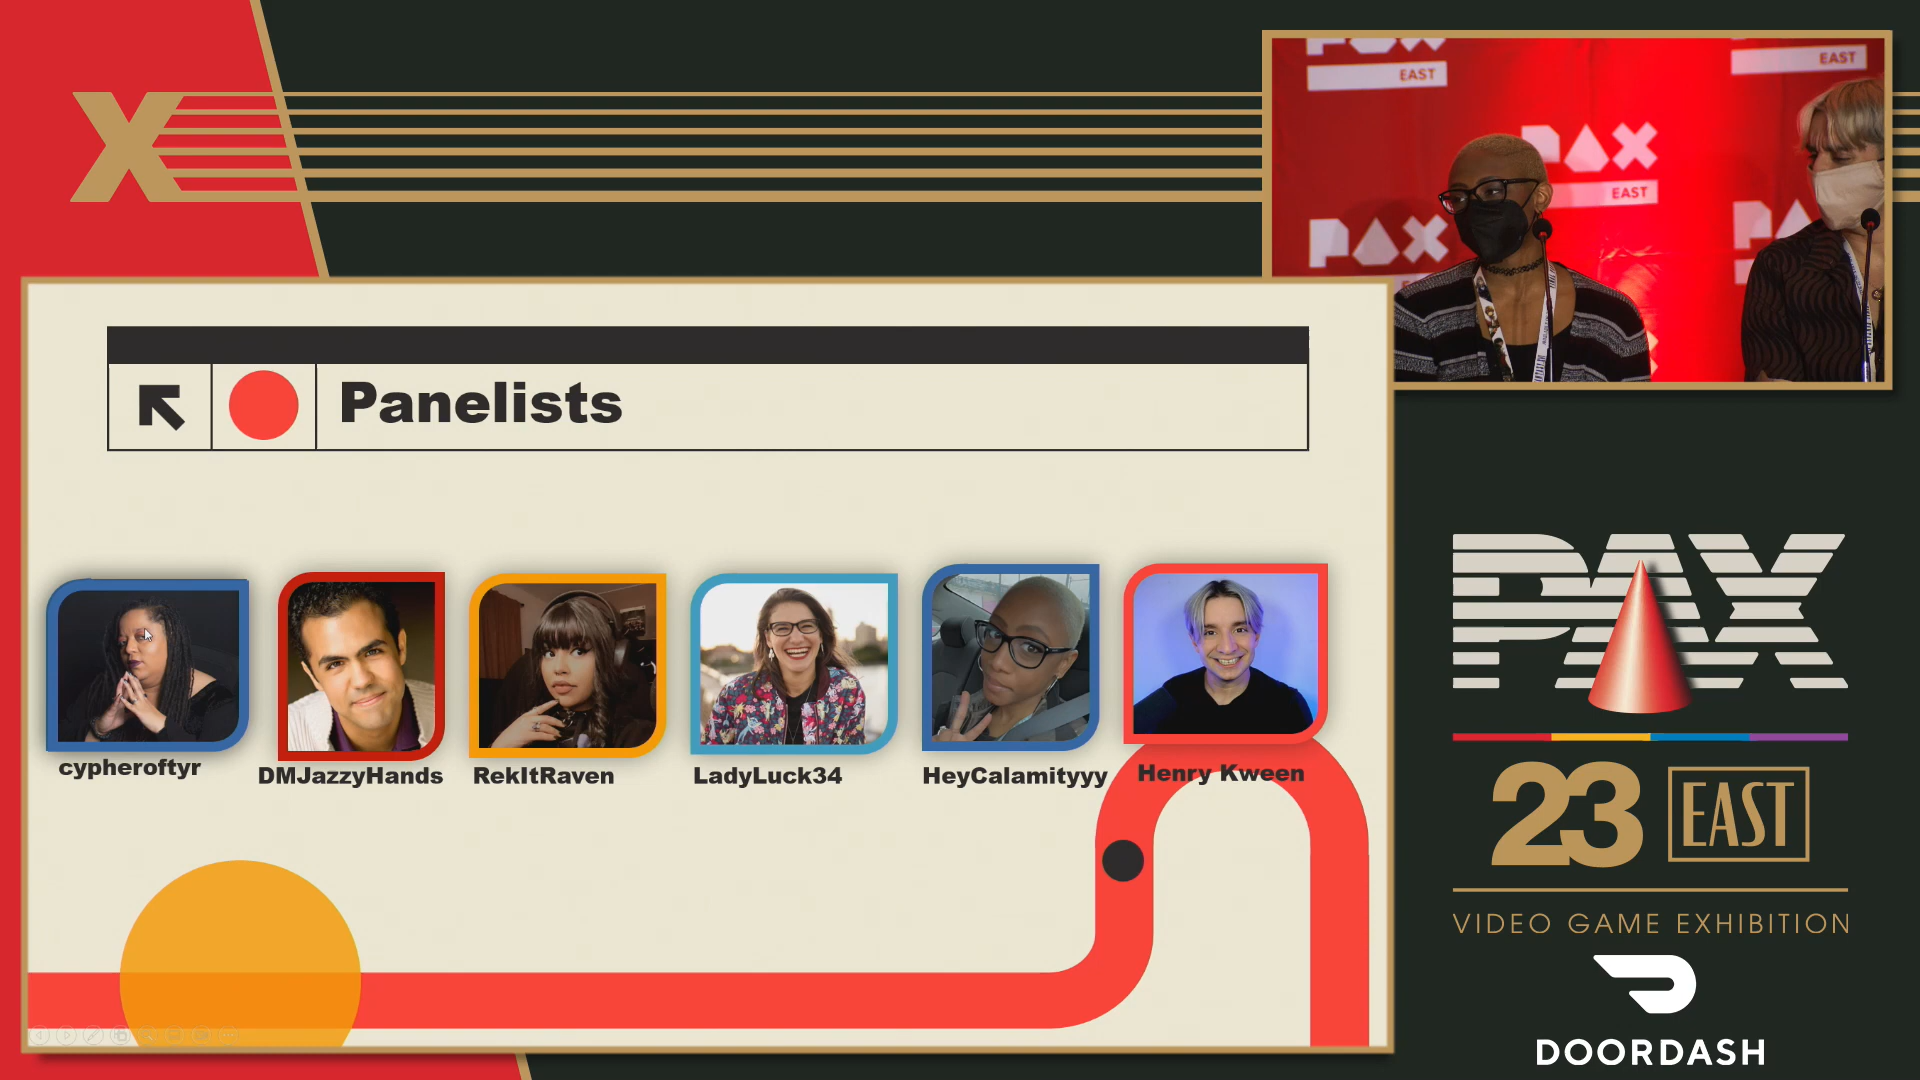 X
EAST
EAST
PAX
EAST
PAX
PA
Panelists
cypheroftyr
DMJazzyHands
RekItRaven
LadyLuck34
HeyCalamityyy
Henry Kween
PAX
23 EAST
VIDEO GAME EXHIBITION
DOORDASH